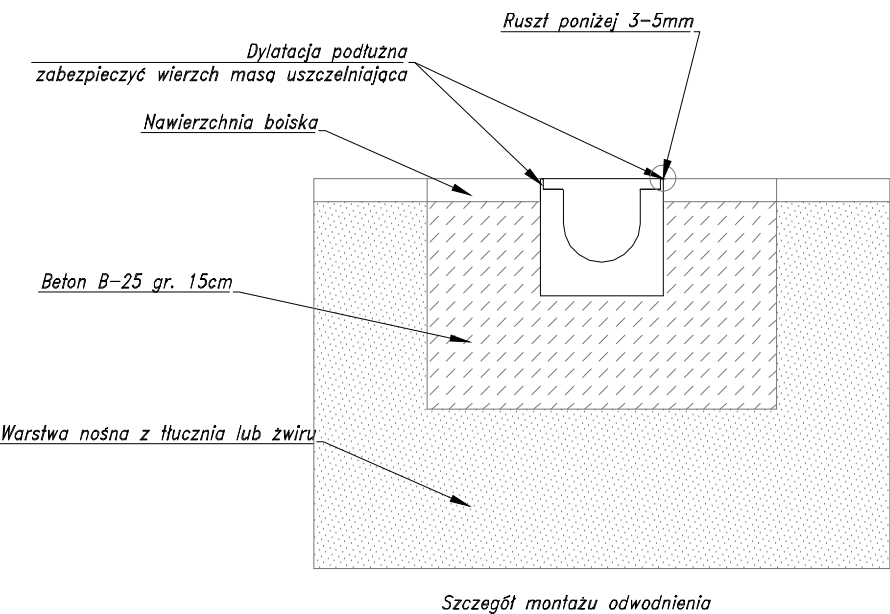 Ruszt poniżej 3-5mm
Dylatacja podłużna
zabezpieczyć wierzch masą uszczelniająca
Nawierzchnia boiska
Beton B-25 gr. 15cm
Warstwa nośna z tłucznia lub żwiru
Szczegół montażu odwodnienia